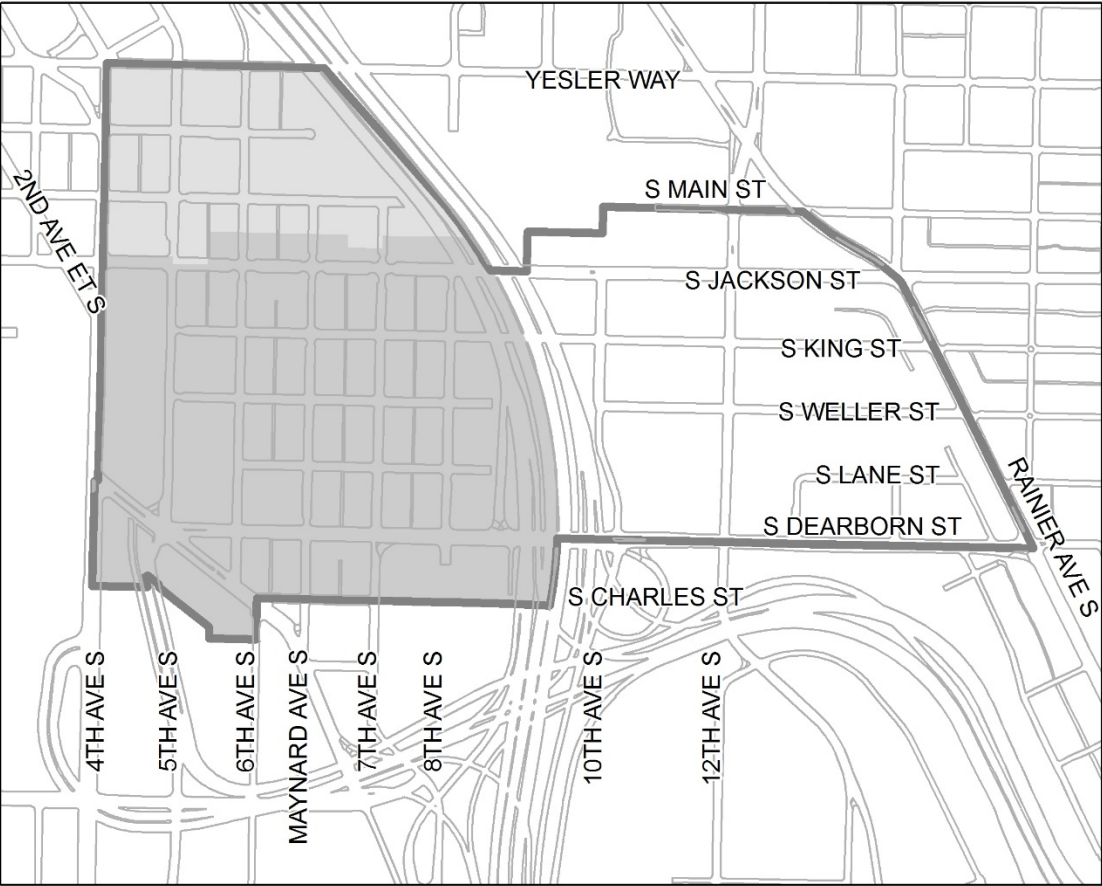 YESLER WAY
S MAIN ST
2ND AVE ET S
S JACKSON ST
S KING ST
S WELLER ST
S LANE ST
RAINIER AVE S
S DEARBORN ST
S CHARLES ST
4TH AVE S
5TH AVE S
6TH AVE S
MAYNARD AVE S
7TH AVE S
8TH AVE S
10TH AVE S
12TH AVE S